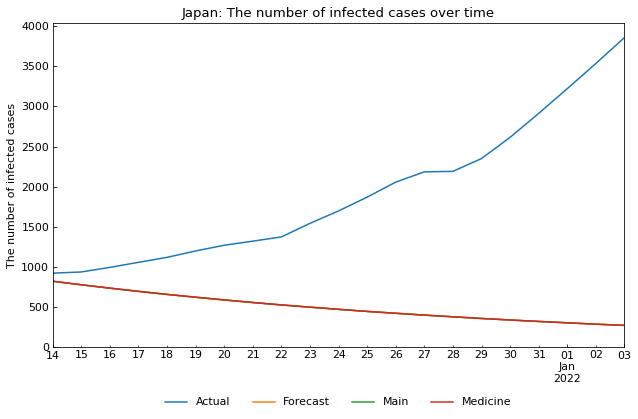 Japan: The number of infected cases over time
The number of infected cases
4000
3500
3000
2500
2000
1500
1000
500
0
14 15 16 17 18 19 20 21 22 23 24 25 26 27 28 29 30 31 01 02 03
Jan
2022
Actual Forecast Main Medicine